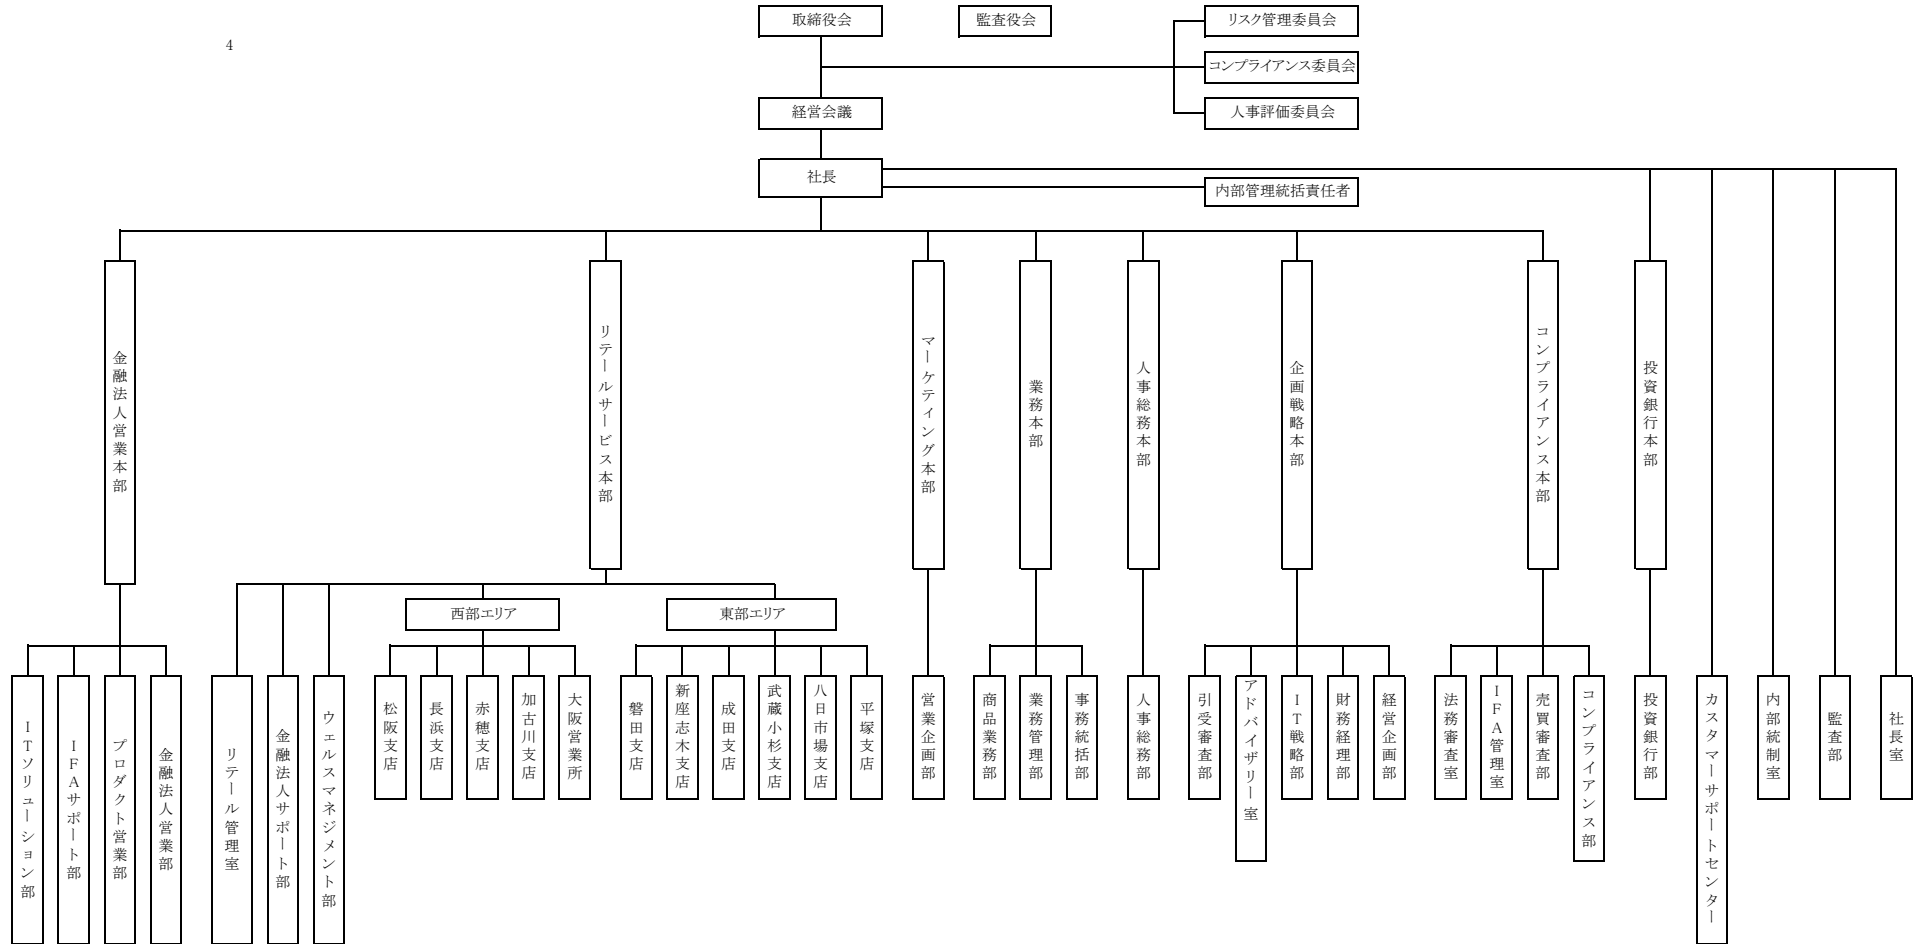 4
取締役会
監査役会
リスク管理委員会
コンプライアンス委員会
経営会議
人事評価委員会
社長
内部管理統括責任者
金融法人営業本部
リテールサービス本部
マーケティング本部
業務本部
人事総務本部
企画戦略本部
コンプライアンス本部
投資銀行本部
西部エリア
東部エリア
ITソリューション部
IFAサポート部
プロダクト営業部
金融法人営業部
リテール管理室
金融法人サポート部
ウェルスマネジメント部
松阪支店
長浜支店
赤穂支店
加古川支店
大阪営業所
磐田支店
新座志木支店
成田支店
武蔵小杉支店
八日市場支店
平塚支店
営業企画部
商品業務部
業務管理部
事務統括部
人事総務部
引受審査部
アドバイザリー室
IT戦略部
財務経理部
経営企画部
法務審査室
IFA管理室
売買審査部
コンプライアンス部
投資銀行部
カスタマーサポートセンター
内部統制室
監査部
社長室